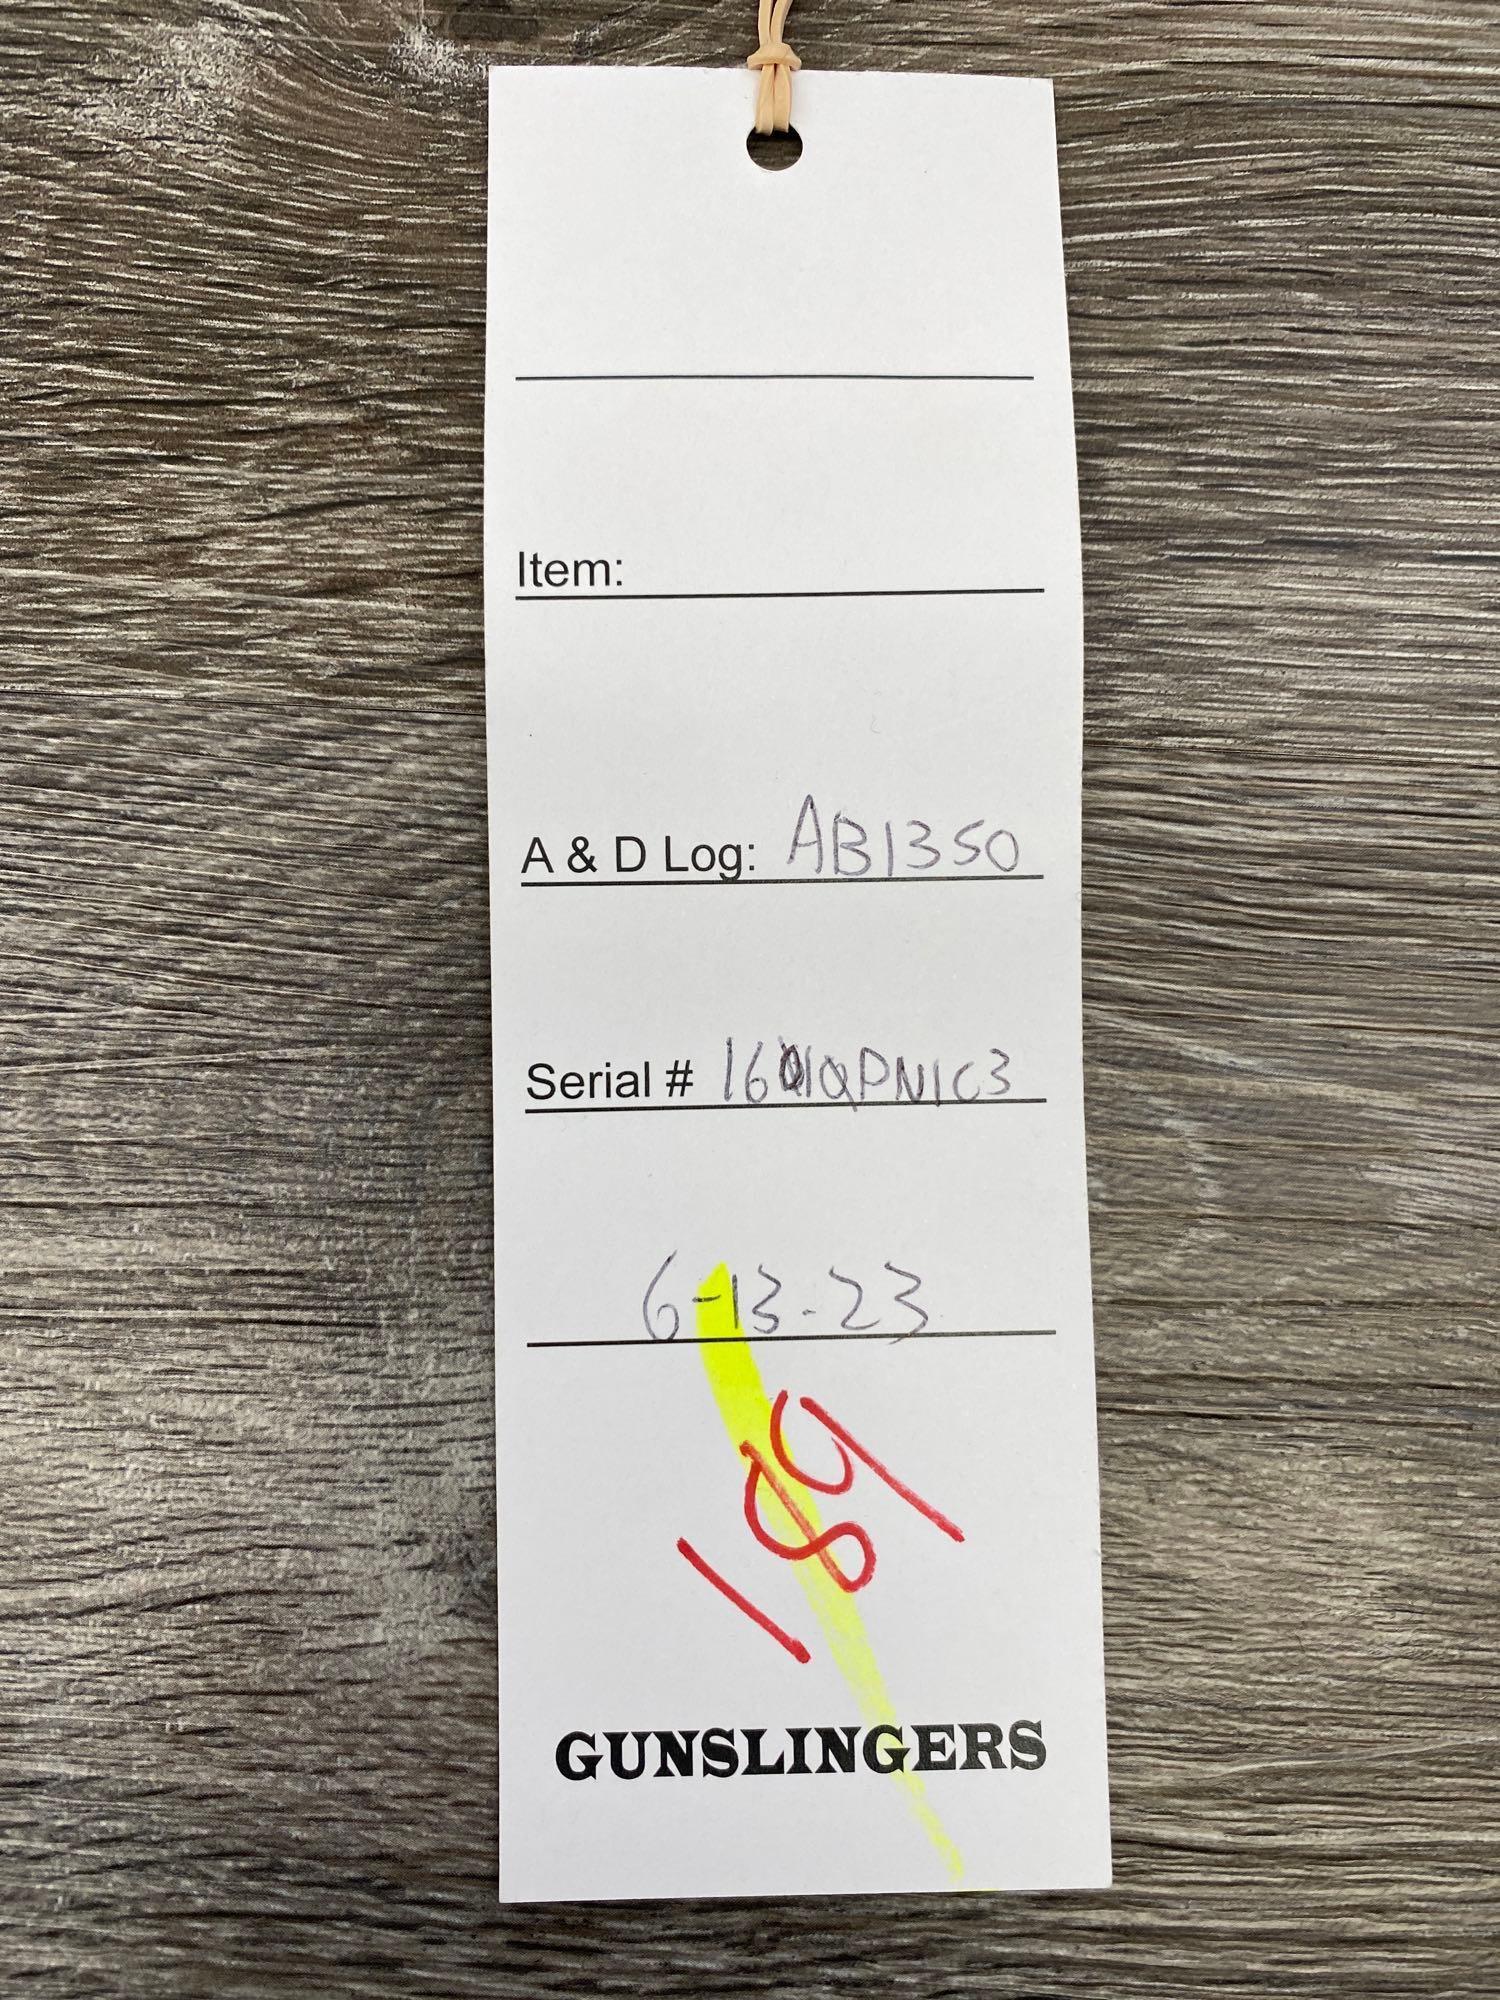 Item:
A & D Log: AB1350
Serial #
6-13-23
189
GUNSLINGERS